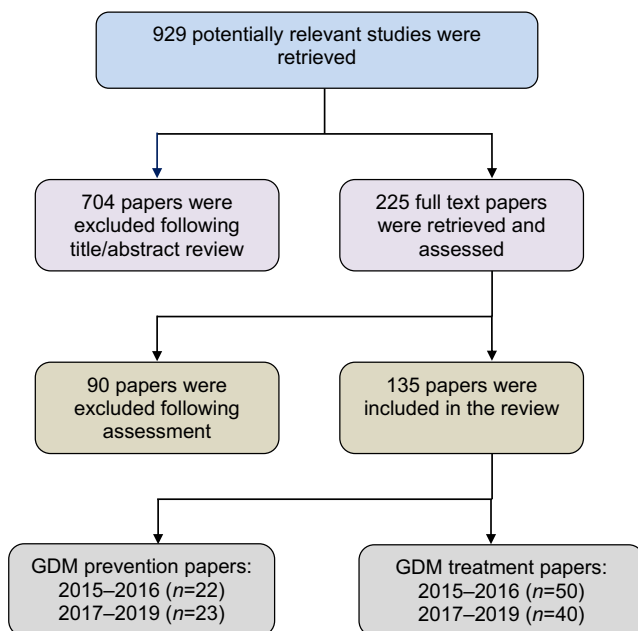 929 potentially relevant studies were
retrieved
704 papers were
excluded following
title/abstract review
225 full text papers
were retrieved and
assessed
90 papers were
excluded following
assessment
135 papers were
included in the review
GDM prevention papers:
2015–2016 (n=22)
2017–2019 (n=23)
GDM treatment papers:
2015–2016 (n=50)
2017–2019 (n=40)